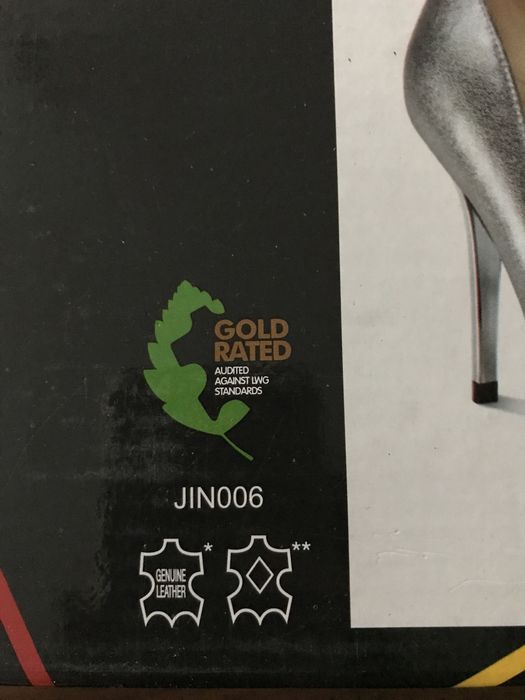 GOLD
RATED
AUDITED
AGAINST LWG
STANDARDS
JIN006
GENUINE
LEATHER
*
**